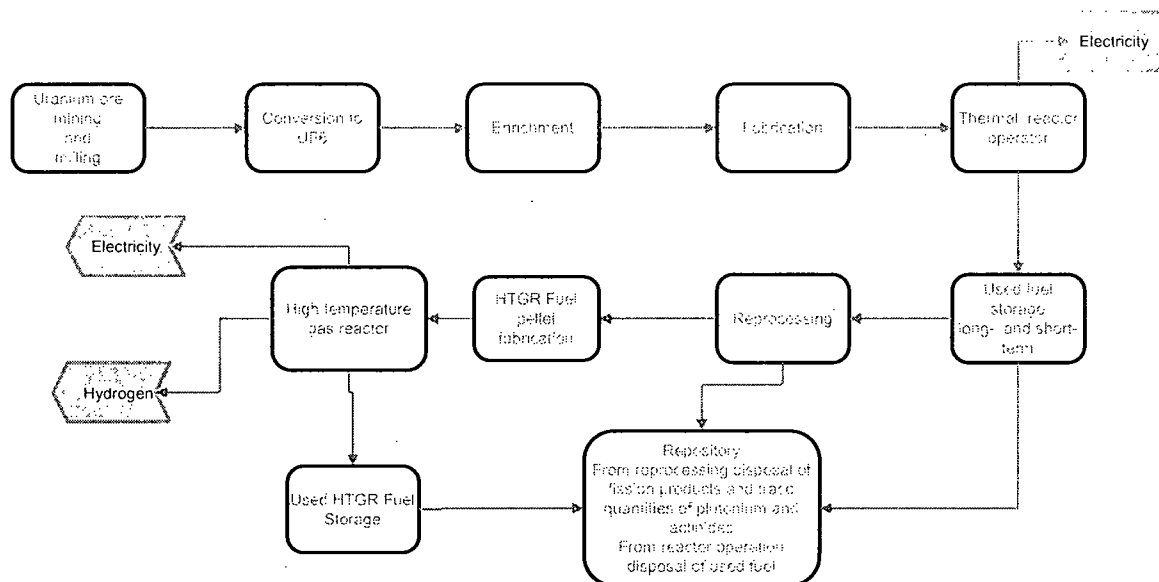 Electricity
Uranium ore
mining
and
milling
Conversion to
UF6
Enrichment
Fabrication
Thermal reactor
operator
Electricity
High temperature
gas reactor
HTGR Fuel
pellet
fabrication
Reprocessing
Used fuel
storage
long- and short-
term
Hydrogen
Used HTGR Fuel
Storage
Repository
From reprocessing disposal of
fission products and trace
quantities of plutonium and
actinides
From reactor operation
disposal of used fuel